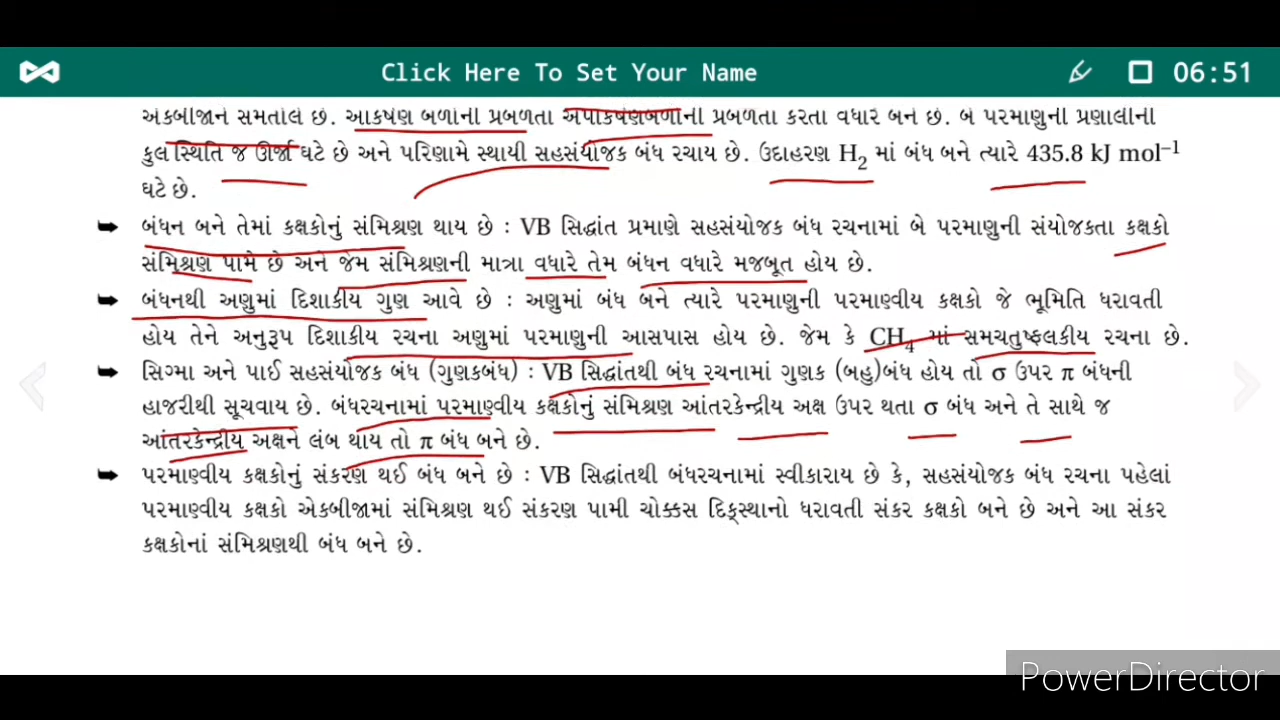 Click Here To Set Your Name 06:51
એકબીજાને સમતોલે છે. આકર્ષણ બળોની પ્રબળતા અપાકર્ષણબળોની પ્રબળતા કરતા વધારે બને છે. બે પરમાણુની પ્રણાલીની
કુલ સ્થિતિ જ ઊર્જા ઘટે છે અને પરિણામે સ્થાયી સહસંયોજક બંધ રચાય છે. ઉદાહરણ H₂ માં બંધ બને ત્યારે 435.8 kJ mol⁻¹
ઘટે છે.
➥ બંધન બને તેમાં કક્ષકોનું સંમિશ્રણ થાય છે : VB સિદ્ધાંત પ્રમાણે સહસંયોજક બંધ રચનામાં બે પરમાણુની સંયોજકતા કક્ષકો
સંમિશ્રણ પામે છે અને જેમ સંમિશ્રણની માત્રા વધારે તેમ બંધન વધારે મજબૂત હોય છે.
➥ બંધનથી અણુમાં દિશાકીય ગુણ આવે છે : અણુમાં બંધ બને ત્યારે પરમાણુની પરમાણ્વીય કક્ષકો જે ભૂમિતિ ધરાવતી
હોય તેને અનુરૂપ દિશાકીય રચના અણુમાં પરમાણુની આસપાસ હોય છે. જેમ કે CH₄ માં સમચતુષ્ફલકીય રચના છે.
➥ સિગ્મા અને પાઈ સહસંયોજક બંધ (ગુણકબંધ) : VB સિદ્ધાંતથી બંધ રચનામાં ગુણક (બહુ)બંધ હોય તો σ ઉપર π બંધની
હાજરીથી સૂચવાય છે. બંધરચનામાં પરમાણ્વીય કક્ષકોનું સંમિશ્રણ આંતરકેન્દ્રીય અક્ષ ઉપર થતા σ બંધ અને તે સાથે જ
આંતરકેન્દ્રીય અક્ષને લંબ થાય તો π બંધ બને છે.
➥ પરમાણ્વીય કક્ષકોનું સંકરણ થઈ બંધ બને છે : VB સિદ્ધાંતથી બંધરચનામાં સ્વીકારાય છે કે, સહસંયોજક બંધ રચના પહેલાં
પરમાણ્વીય કક્ષકો એકબીજામાં સંમિશ્રણ થઈ સંકરણ પામી ચોક્કસ દિક્સ્થાનો ધરાવતી સંકર કક્ષકો બને છે અને આ સંકર
કક્ષકોનાં સંમિશ્રણથી બંધ બને છે.
PowerDirector